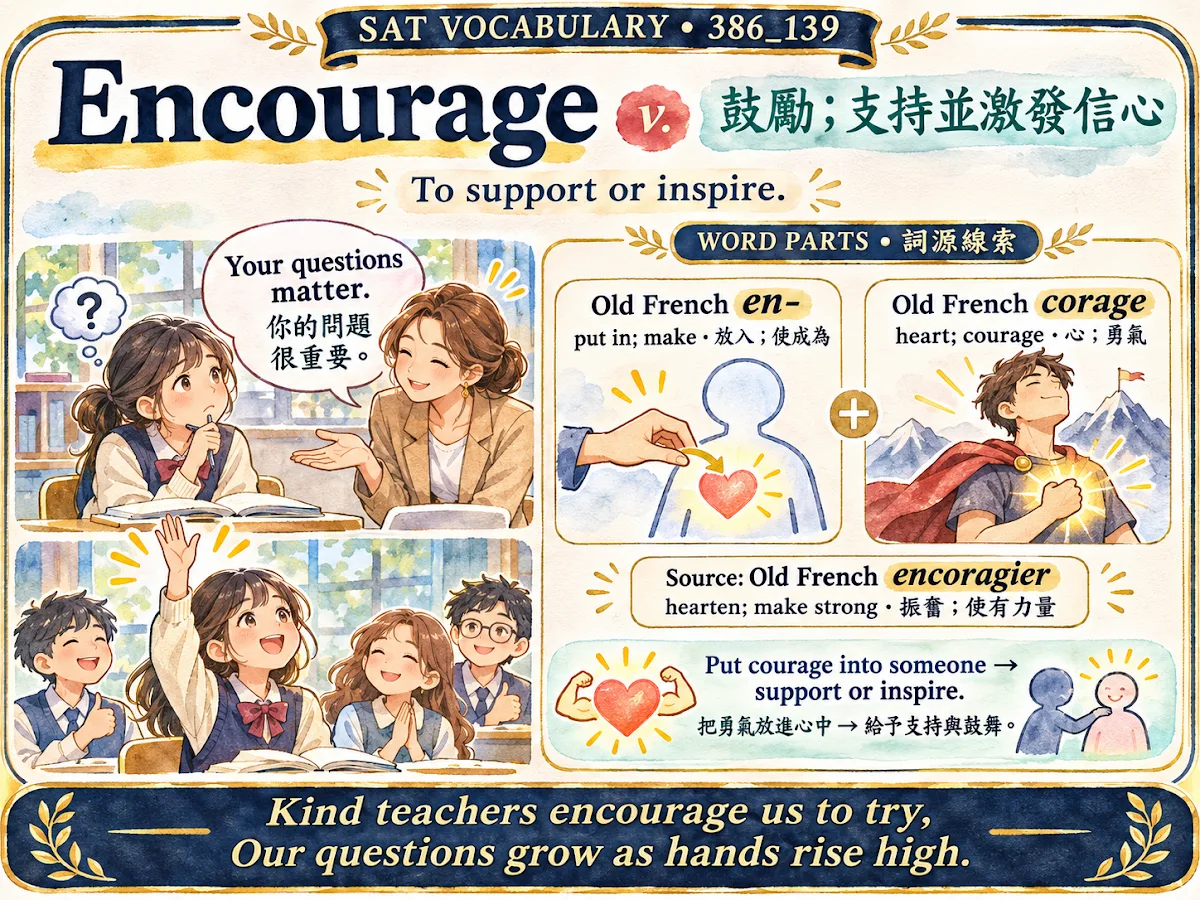 SAT VOCABULARY • 386_139
Encourage
v.
鼓勵；支持並激發信心
To support or inspire.
?
Your questions
matter.
你的問題
很重要。
WORD PARTS • 詞源線索
Old French en-
put in; make · 放入；使成為
+
Old French corage
heart; courage · 心；勇氣
Source: Old French encoragier
hearten; make strong · 振奮；使有力量
Put courage into someone →
support or inspire.
把勇氣放進心中 → 給予支持與鼓舞。
Kind teachers encourage us to try,
Our questions grow as hands rise high.